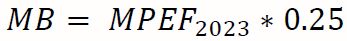 MB = MPEF₂₀₂₃ * 0.25